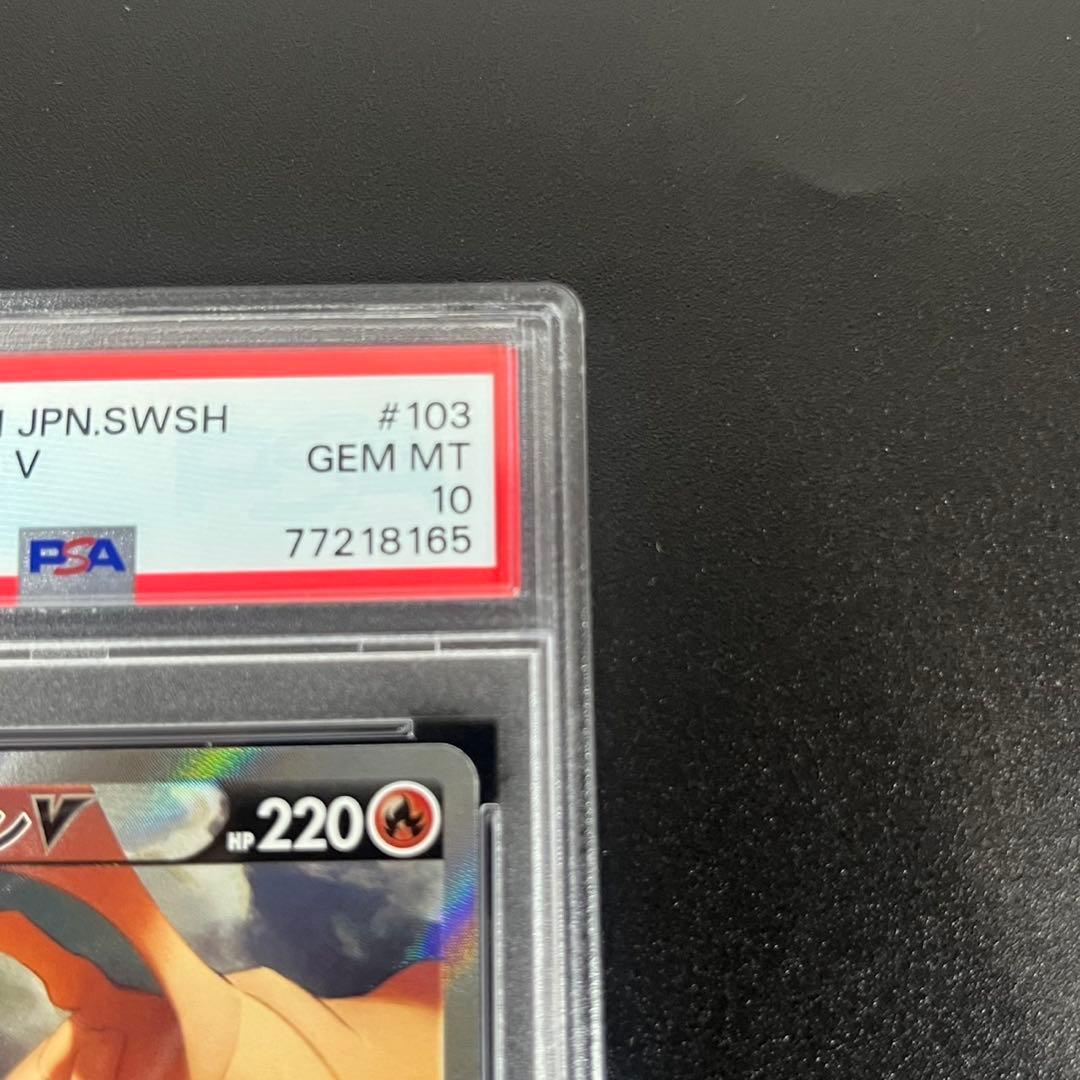 JPN.SWSH #103
V GEM MT
10
PSA 77218165
V HP 220